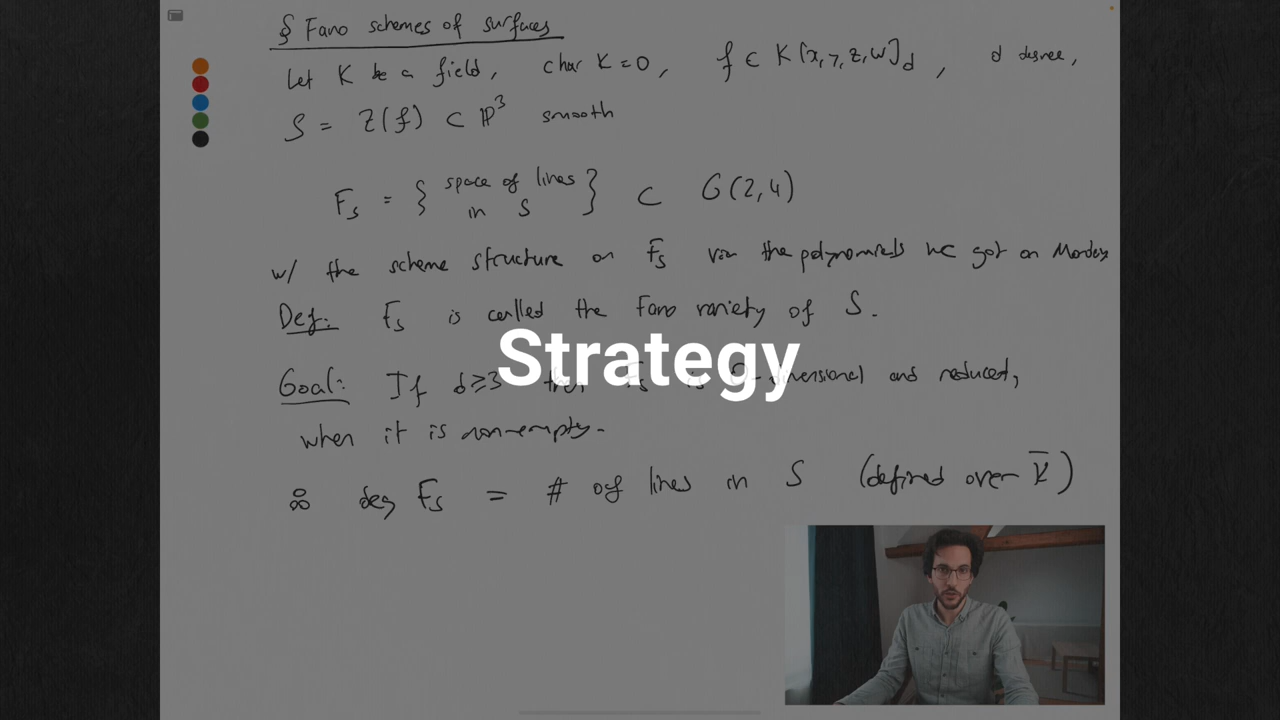 § Fano schemes of surfaces
Let K be a field, char K = 0, f ∈ K[x,y,z,w]_d, d degree,
S = Z(f) ⊂ ℙ³ smooth
F_S = { space of lines in S } ⊂ G(2,4)
w/ the scheme structure on F_S via the polynomials we got on Monday
Def: F_S is called the Fano variety of S.
Strategy
Goal: If d≥3 then F_S is 0-dimensional and reduced,
when it is non-empty.
∴ deg F_S = # of lines in S (defined over K̄)